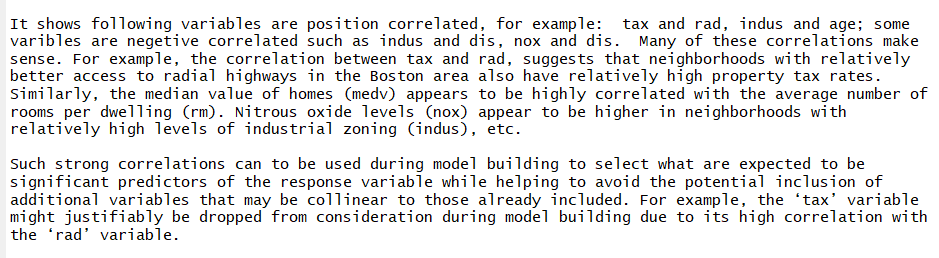 It shows following variables are position correlated, for example:  tax and rad, indus and age; some
varibles are negetive correlated such as indus and dis, nox and dis.  Many of these correlations make
sense. For example, the correlation between tax and rad, suggests that neighborhoods with relatively
better access to radial highways in the Boston area also have relatively high property tax rates.
Similarly, the median value of homes (medv) appears to be highly correlated with the average number of
rooms per dwelling (rm). Nitrous oxide levels (nox) appear to be higher in neighborhoods with
relatively high levels of industrial zoning (indus), etc.

Such strong correlations can to be used during model building to select what are expected to be
significant predictors of the response variable while helping to avoid the potential inclusion of
additional variables that may be collinear to those already included. For example, the ‘tax’ variable
might justifiably be dropped from consideration during model building due to its high correlation with
the ‘rad’ variable.